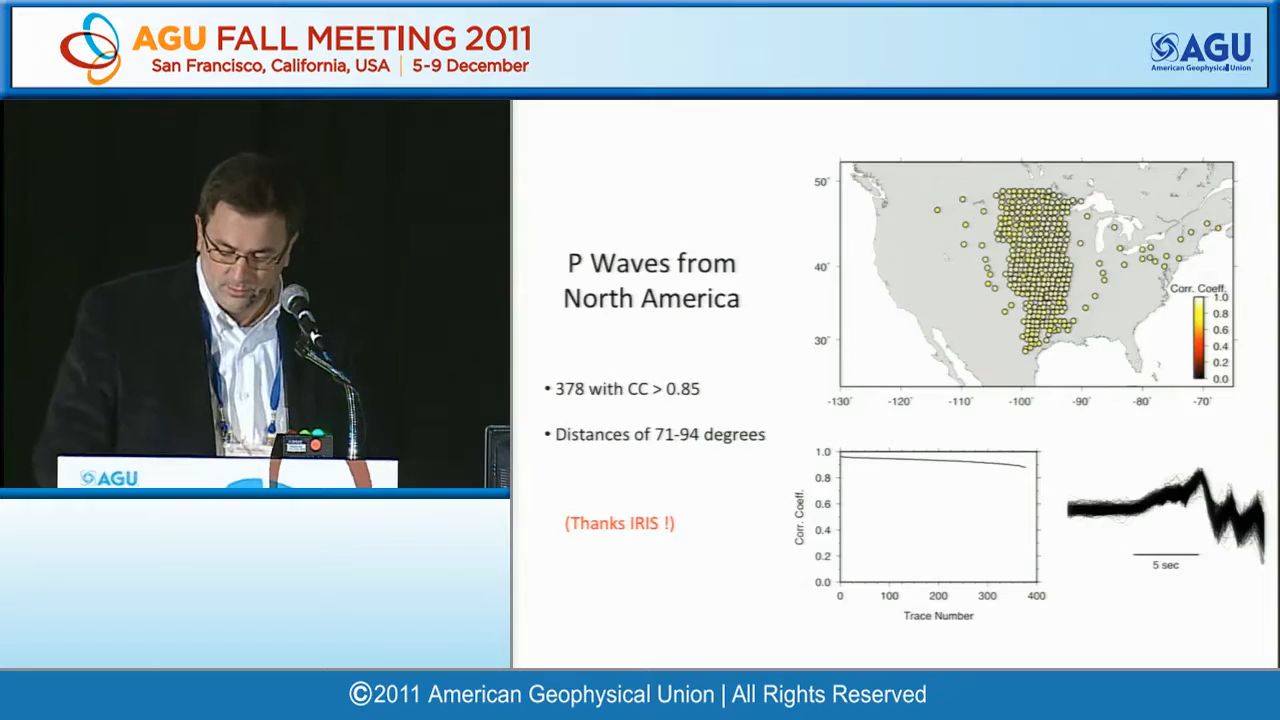 AGU FALL MEETING 2011
San Francisco, California, USA | 5-9 December
AGU
American Geophysical Union
P Waves from
North America
• 378 with CC > 0.85
• Distances of 71-94 degrees
(Thanks IRIS !)
50°
40°
30°
-130°
-120°
-110°
-100°
-90°
-80°
-70°
Corr. Coeff.
1.0
0.8
0.6
0.4
0.2
0.0
Corr. Coeff.
1.0
0.8
0.6
0.4
0.2
0.0
0
100
200
300
400
Trace Number
5 sec
AGU
©2011 American Geophysical Union | All Rights Reserved